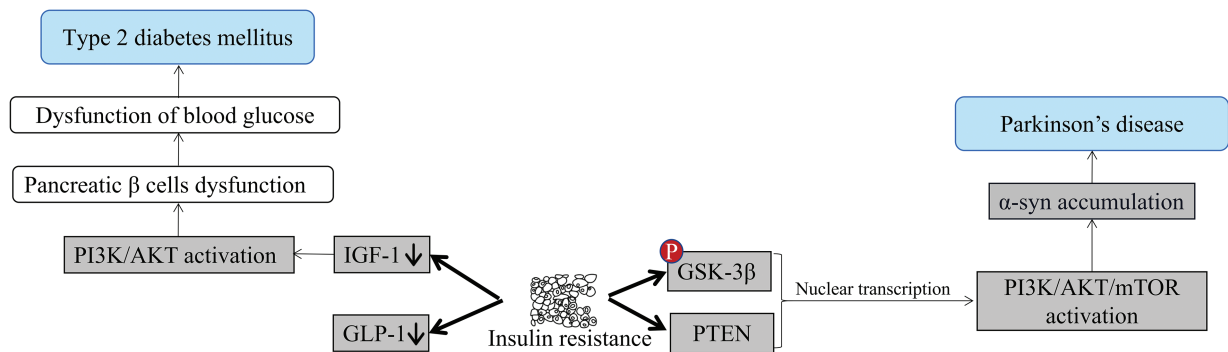 Type 2 diabetes mellitus
Dysfunction of blood glucose
Pancreatic β cells dysfunction
PI3K/AKT activation
IGF-1
GLP-1
Insulin resistance
P
GSK-3β
PTEN
Nuclear transcription
PI3K/AKT/mTOR
activation
α-syn accumulation
Parkinson’s disease